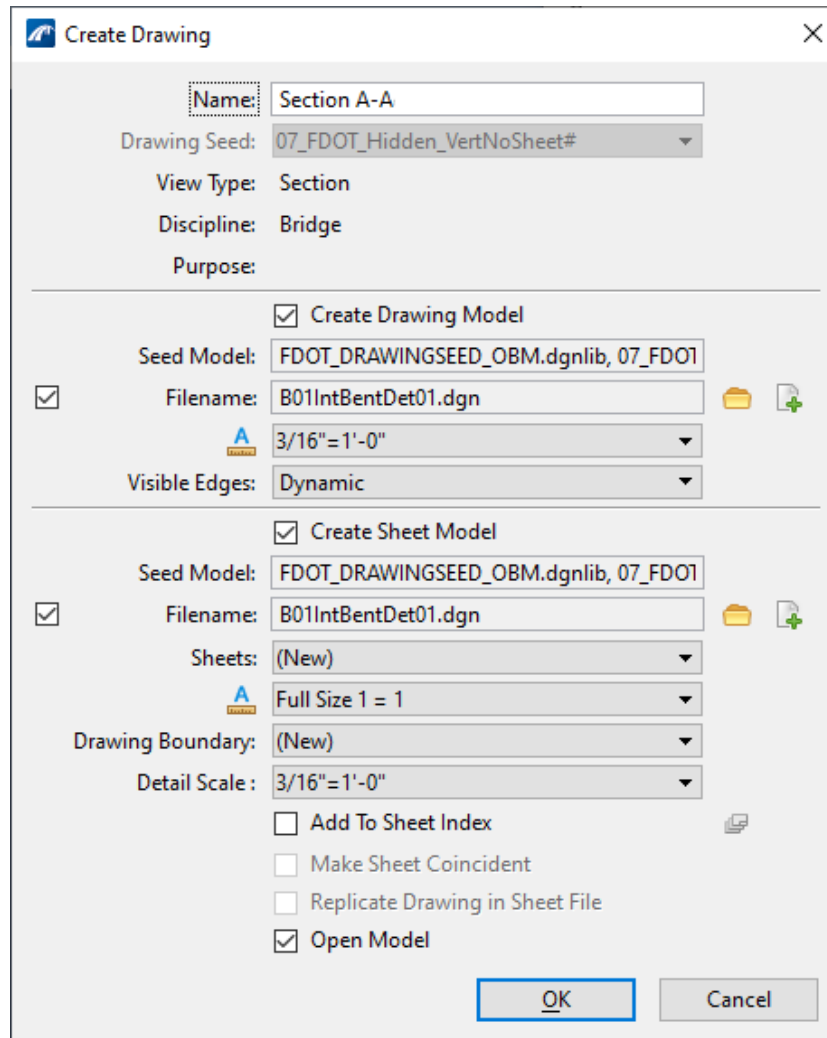 Create Drawing
Name: Section A-A
Drawing Seed: 07_FDOT_Hidden_VertNoSheet#
View Type: Section
Discipline: Bridge
Purpose:
Create Drawing Model
Seed Model: FDOT_DRAWINGSEED_OBM.dgnlib, 07_FDOT
Filename: B01IntBentDet01.dgn
A 3/16"=1'-0"
Visible Edges: Dynamic
Create Sheet Model
Seed Model: FDOT_DRAWINGSEED_OBM.dgnlib, 07_FDOT
Filename: B01IntBentDet01.dgn
Sheets: (New)
A Full Size 1 = 1
Drawing Boundary: (New)
Detail Scale : 3/16"=1'-0"
Add To Sheet Index
Make Sheet Coincident
Replicate Drawing in Sheet File
Open Model
OK Cancel